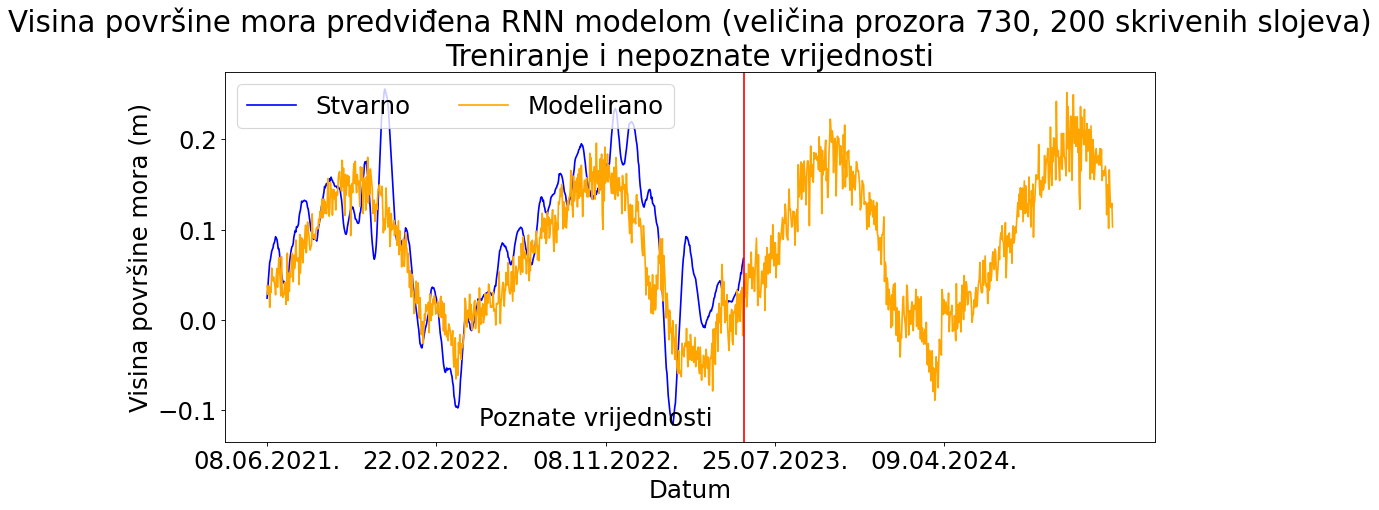 Visina površine mora predviđena RNN modelom (veličina prozora 730, 200 skrivenih slojeva)
Treniranje i nepoznate vrijednosti
Stvarno Modelirano
Visina površine mora (m)
0.2
0.1
0.0
−0.1
Poznate vrijednosti
08.06.2021. 22.02.2022. 08.11.2022. 25.07.2023. 09.04.2024.
Datum